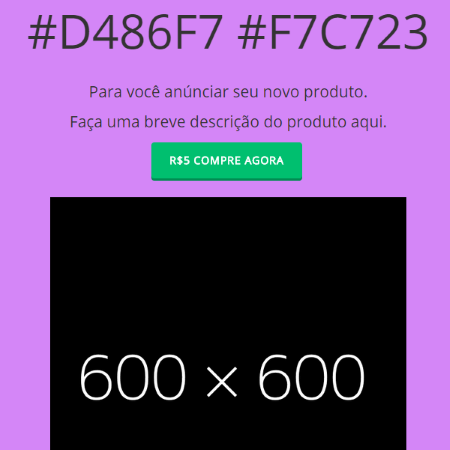 #D486F7 #F7C723
Para você anúnciar seu novo produto.
Faça uma breve descrição do produto aqui.
R$5 COMPRE AGORA
600 × 600